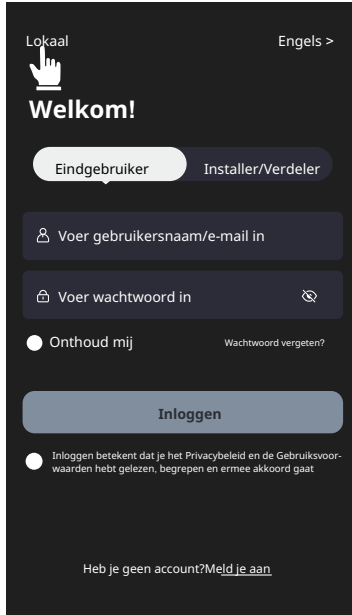 Lokaal
Engels >
Welkom!
Eindgebruiker
Installer/Verdeler
Voer gebruikersnaam/e-mail in
Voer wachtwoord in
Onthoud mij
Wachtwoord vergeten?
Inloggen
Inloggen betekent dat je het Privacybeleid en de Gebruiksvoor-
waarden hebt gelezen, begrepen en ermee akkoord gaat
Heb je geen account?Meld je aan